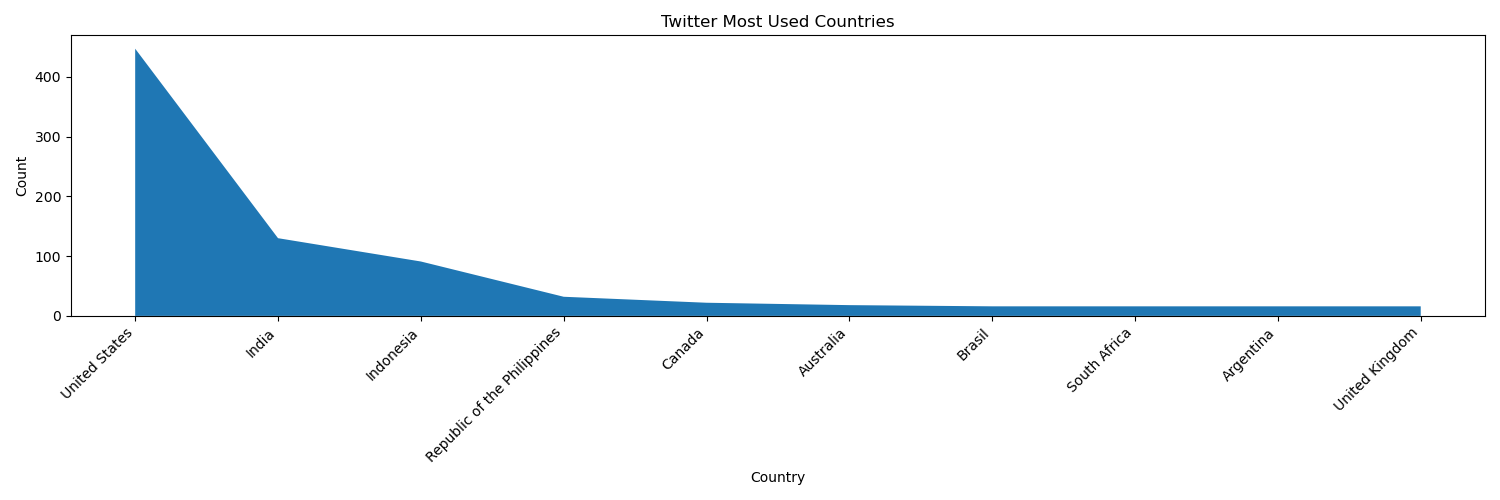 Twitter Most Used Countries
Count
400
300
200
100
0
United States
India
Indonesia
Republic of the Philippines
Canada
Australia
Brasil
South Africa
Argentina
United Kingdom
Country